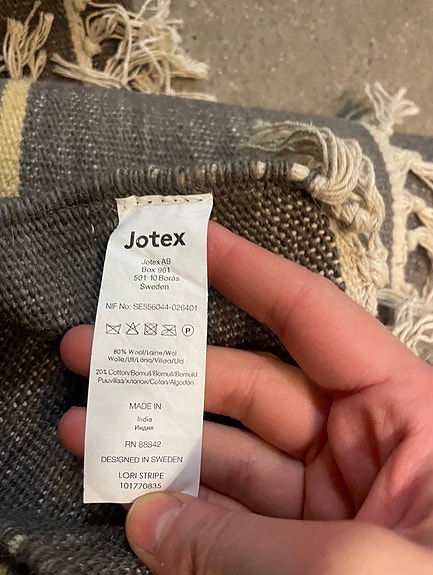 Jotex
Jotex AB
Box 961
501 10 Borås
Sweden
NIF No: SE556044-026401
P
80% Wool/Laine/Wol
Wolle/Ull/Lana/Villaa/Uld
20% Cotton/Bomull/Bomull/Bomuld
Puuvillaa/хлопок/Coton/Algodón
MADE IN
India
Индия
RN 88842
DESIGNED IN SWEDEN
LORI STRIPE
101770835